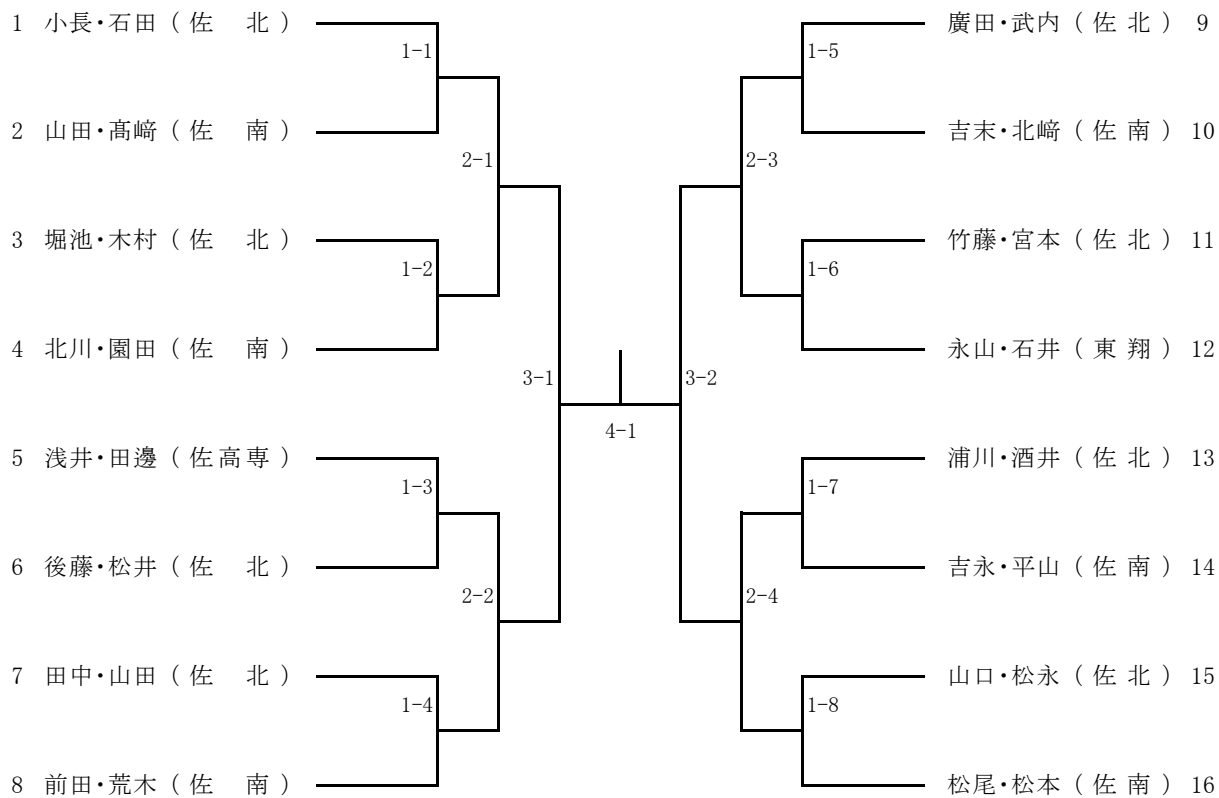 1 小長・石田 ( 佐 北 )
1-1
2 山田・髙﨑 ( 佐 南 )
2-1
3 堀池・木村 ( 佐 北 )
1-2
4 北川・園田 ( 佐 南 )
3-1
5 浅井・田邊 ( 佐高専 )
1-3
6 後藤・松井 ( 佐 北 )
2-2
7 田中・山田 ( 佐 北 )
1-4
8 前田・荒木 ( 佐 南 )
4-1
廣田・武内 ( 佐 北 ) 9
1-5
吉末・北﨑 ( 佐 南 ) 10
2-3
竹藤・宮本 ( 佐 北 ) 11
1-6
永山・石井 ( 東 翔 ) 12
3-2
浦川・酒井 ( 佐 北 ) 13
1-7
吉永・平山 ( 佐 南 ) 14
2-4
山口・松永 ( 佐 北 ) 15
1-8
松尾・松本 ( 佐 南 ) 16